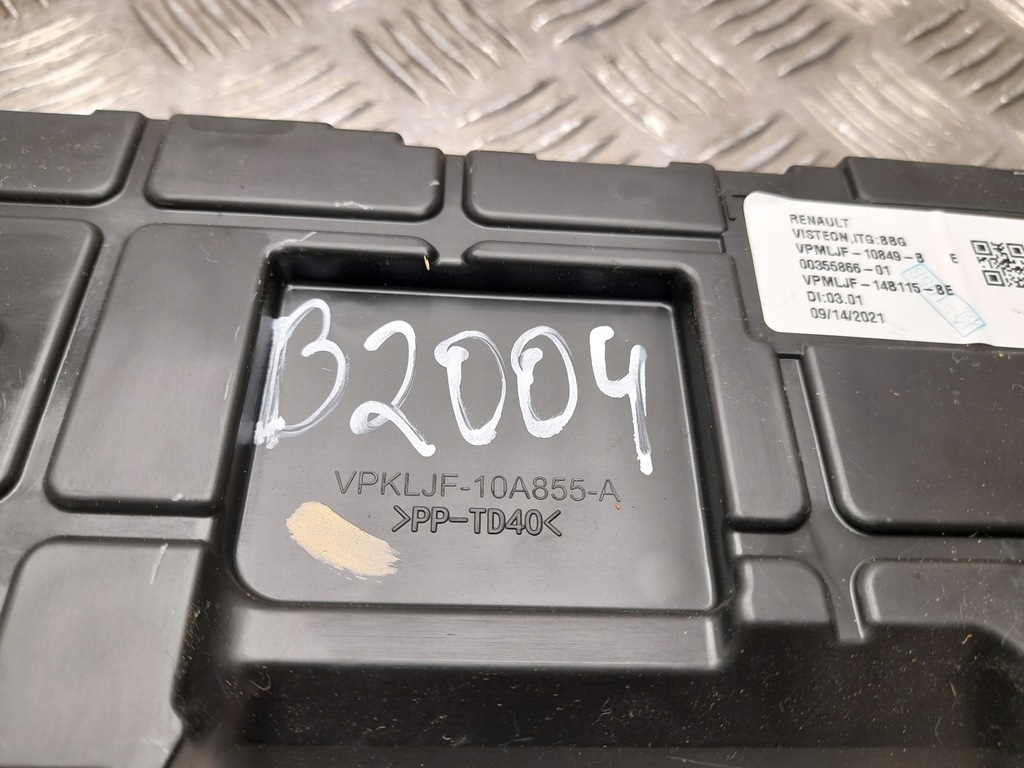 RENAULT
VISTEON,ITG:BBG
VPMLJF-10849-B E
00355866-01
VPMLJF-14B115-BE
DI:03.01
09/14/2021
B2004
VPKLJF-10A855-A
>PP-TD40<